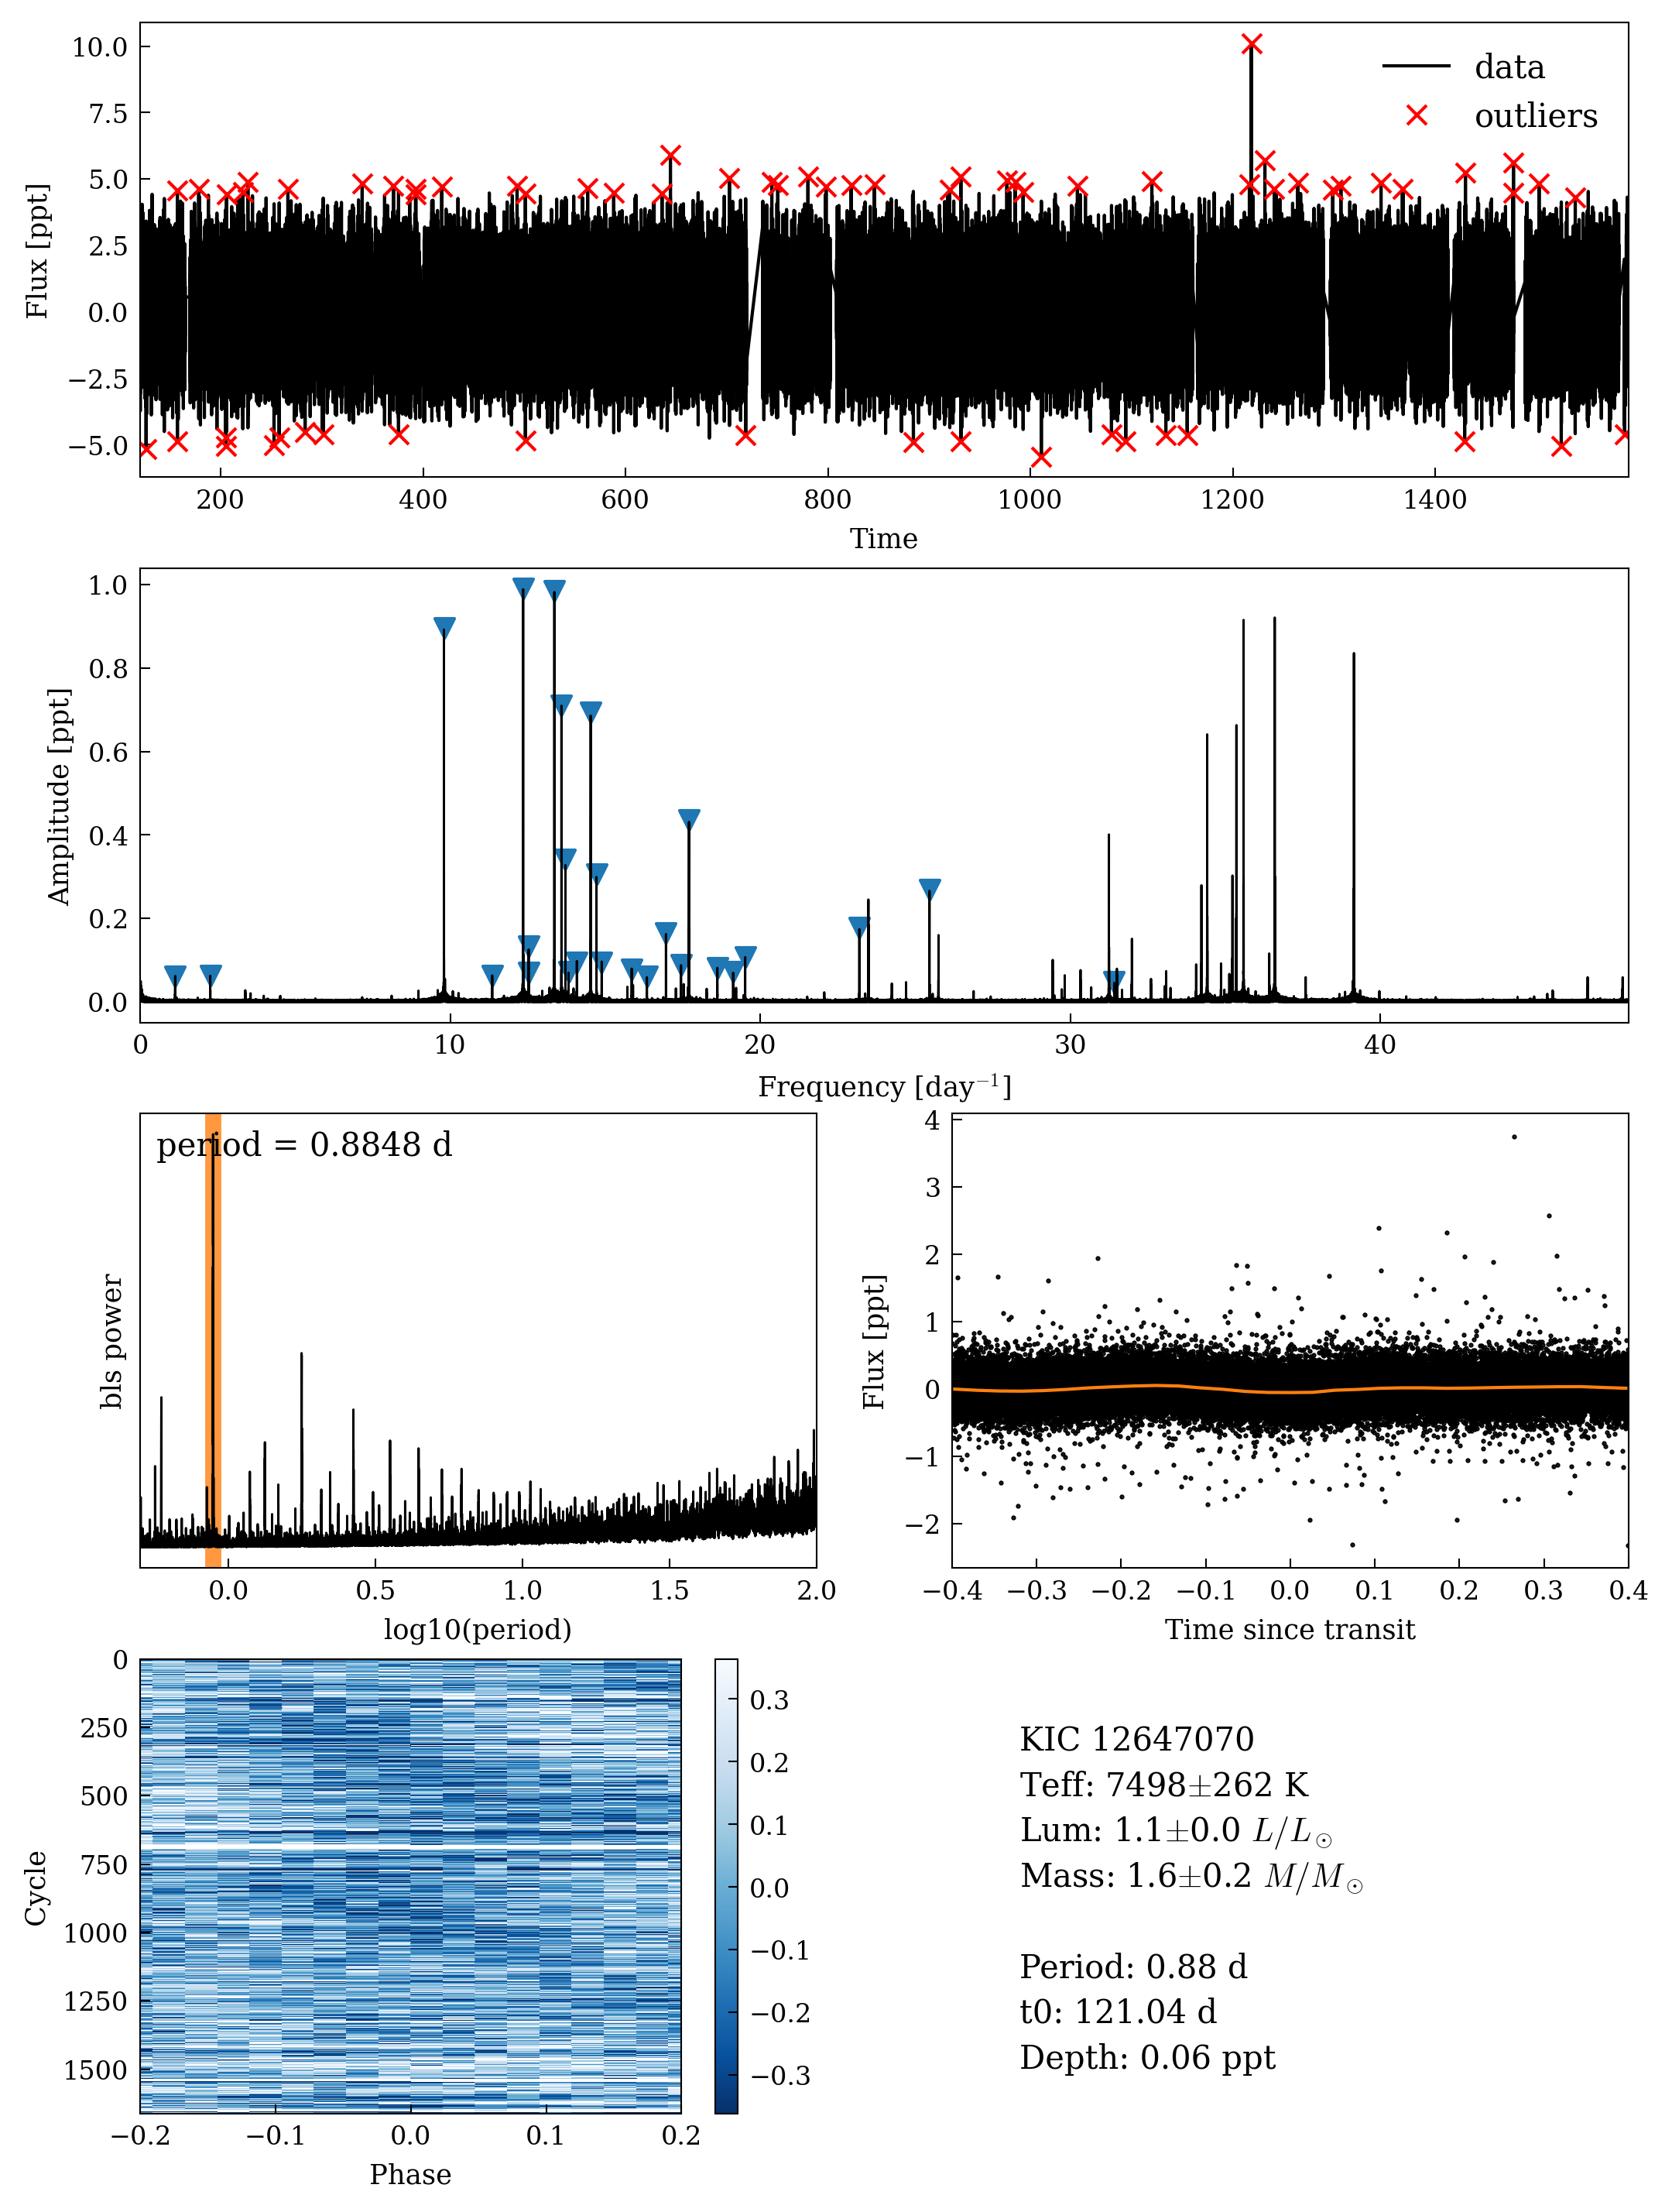 10.0
7.5
5.0
2.5
0.0
−2.5
−5.0
Flux [ppt]
data
outliers
200 400 600 800 1000 1200 1400
Time
1.0
0.8
0.6
0.4
0.2
0.0
Amplitude [ppt]
0 10 20 30 40
Frequency [day⁻¹]
period = 0.8848 d
bls power
0.0 0.5 1.0 1.5 2.0
log10(period)
4
3
2
1
0
−1
−2
Flux [ppt]
−0.4 −0.3 −0.2 −0.1 0.0 0.1 0.2 0.3 0.4
Time since transit
0
250
500
750
1000
1250
1500
Cycle
−0.2 −0.1 0.0 0.1 0.2
Phase
0.3
0.2
0.1
0.0
−0.1
−0.2
−0.3
KIC 12647070
Teff: 7498±262 K
Lum: 1.1±0.0 L/L☉
Mass: 1.6±0.2 M/M☉
Period: 0.88 d
t0: 121.04 d
Depth: 0.06 ppt